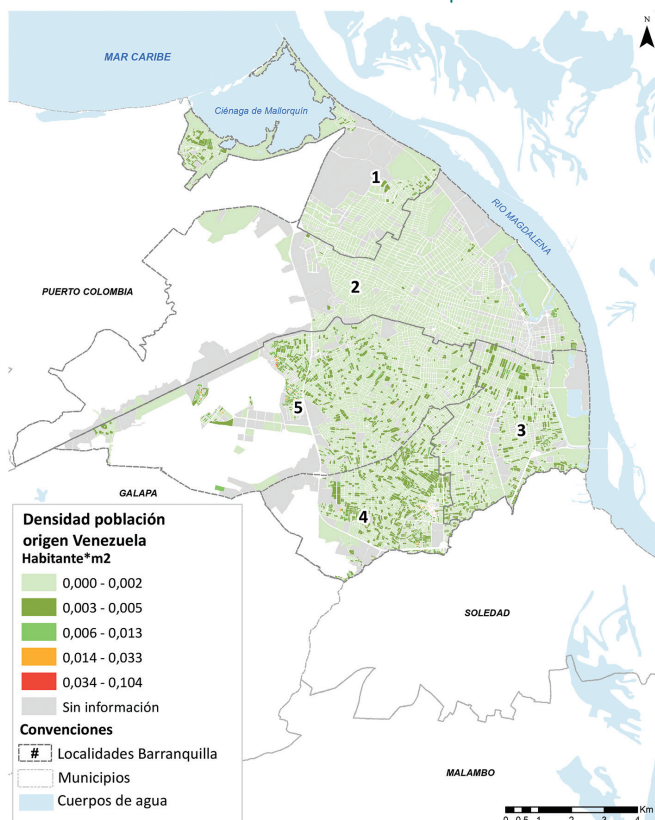 N
MAR CARIBE
Ciénaga de Mallorquín
1
RIO MAGDALENA
2
PUERTO COLOMBIA
5
3
GALAPA
4
Densidad población
origen Venezuela
Habitante*m2
0,000 - 0,002
0,003 - 0,005
0,006 - 0,013
0,014 - 0,033
0,034 - 0,104
Sin información
Convenciones
# Localidades Barranquilla
Municipios
Cuerpos de agua
SOLEDAD
MALAMBO
Km
0 0,5 1 2 3 4